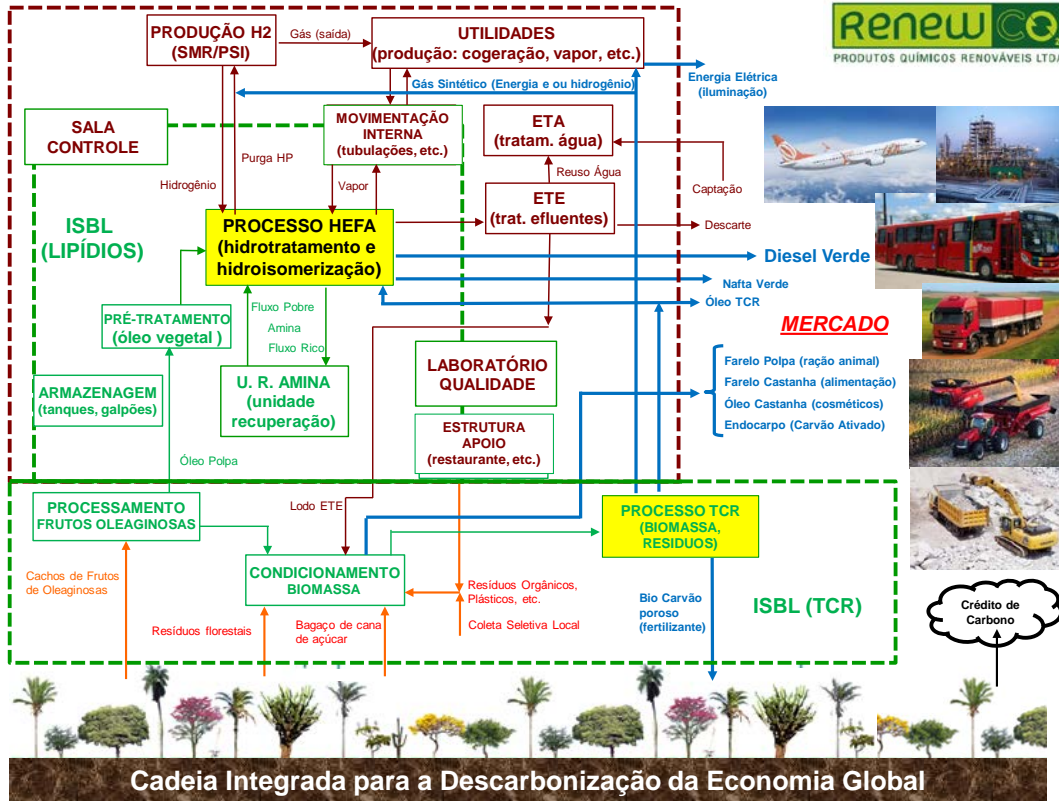 PRODUÇÃO H2
(SMR/PSI)
Gás (saída)
UTILIDADES
(produção: cogeração, vapor, etc.)
RenewCO2
PRODUTOS QUÍMICOS RENOVÁVEIS LTDA
Gás Sintético (Energia e ou hidrogênio)
Energia Elétrica
(iluminação)
SALA
CONTROLE
MOVIMENTAÇÃO
INTERNA
(tubulações, etc.)
ETA
(tratam. água)
Purga HP
Hidrogênio
Vapor
Reuso Água
Captação
ISBL
(LIPÍDIOS)
PROCESSO HEFA
(hidrotratamento e
hidroisomerização)
ETE
(trat. efluentes)
Descarte
Diesel Verde
Nafta Verde
Óleo TCR
Fluxo Pobre
Amina
Fluxo Rico
PRÉ-TRATAMENTO
(óleo vegetal )
MERCADO
ARMAZENAGEM
(tanques, galpões)
U. R. AMINA
(unidade
recuperação)
LABORATÓRIO
QUALIDADE
Farelo Polpa (ração animal)
Farelo Castanha (alimentação)
Óleo Castanha (cosméticos)
Endocarpo (Carvão Ativado)
ESTRUTURA
APOIO
(restaurante, etc.)
Óleo Polpa
PROCESSAMENTO
FRUTOS OLEAGINOSAS
Lodo ETE
PROCESSO TCR
(BIOMASSA,
RESIDUOS)
Cachos de Frutos
de Oleaginosas
CONDICIONAMENTO
BIOMASSA
Resíduos Orgânicos,
Plásticos, etc.
Coleta Seletiva Local
Resíduos florestais
Bagaço de cana
de açúcar
Bio Carvão
poroso
(fertilizante)
ISBL (TCR)
Crédito de
Carbono
Cadeia Integrada para a Descarbonização da Economia Global